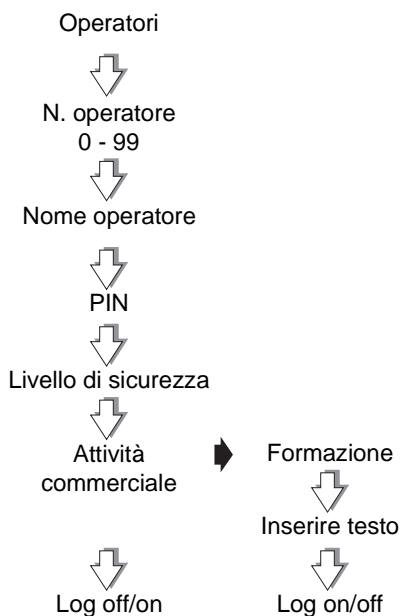 Operatori
N. operatore
0 - 99
Nome operatore
PIN
Livello di sicurezza
Attività
commerciale
Formazione
Inserire testo
Log off/on
Log on/off